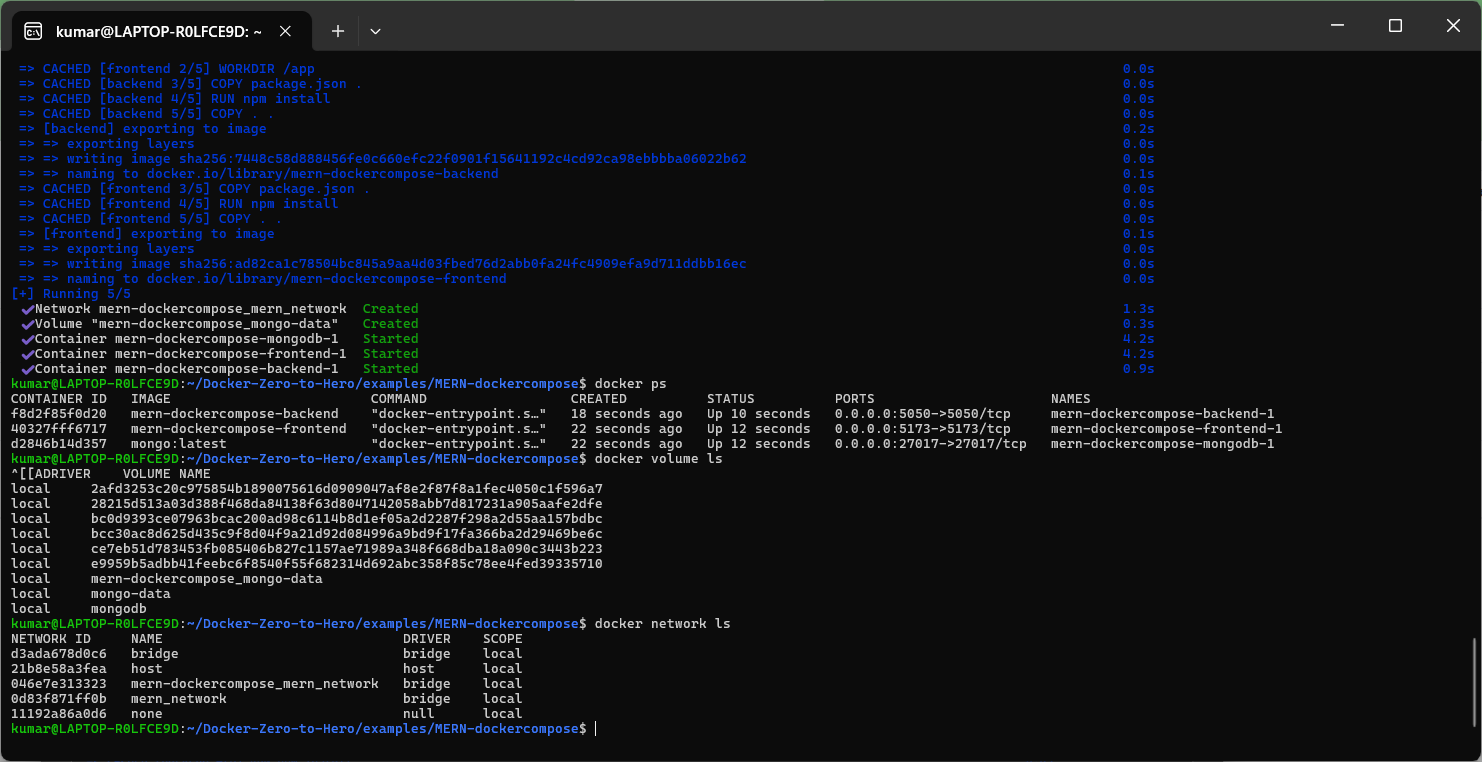 kumar@LAPTOP-R0LFCE9D: ~
=> CACHED [frontend 2/5] WORKDIR /app 0.0s
=> CACHED [backend 3/5] COPY package.json . 0.0s
=> CACHED [backend 4/5] RUN npm install 0.0s
=> CACHED [backend 5/5] COPY . . 0.0s
=> [backend] exporting to image 0.2s
=> => exporting layers 0.0s
=> => writing image sha256:7448c58d888456fe0c660efc22f0901f15641192c4cd92ca98ebbbba06022b62 0.0s
=> => naming to docker.io/library/mern-dockercompose-backend 0.1s
=> CACHED [frontend 3/5] COPY package.json . 0.0s
=> CACHED [frontend 4/5] RUN npm install 0.0s
=> CACHED [frontend 5/5] COPY . . 0.0s
=> [frontend] exporting to image 0.1s
=> => exporting layers 0.0s
=> => writing image sha256:ad82ca1c78504bc845a9aa4d03fbed76d2abb0fa24fc4909efa9d711ddbb16ec 0.0s
=> => naming to docker.io/library/mern-dockercompose-frontend 0.0s
[+] Running 5/5
✔Network mern-dockercompose_mern_network Created 1.3s
✔Volume "mern-dockercompose_mongo-data" Created 0.3s
✔Container mern-dockercompose-mongodb-1 Started 4.2s
✔Container mern-dockercompose-frontend-1 Started 4.2s
✔Container mern-dockercompose-backend-1 Started 0.9s
kumar@LAPTOP-R0LFCE9D:~/Docker-Zero-to-Hero/examples/MERN-dockercompose$ docker ps
CONTAINER ID IMAGE COMMAND CREATED STATUS PORTS NAMES
f8d2f85f0d20 mern-dockercompose-backend "docker-entrypoint.s…" 18 seconds ago Up 10 seconds 0.0.0.0:5050->5050/tcp mern-dockercompose-backend-1
40327fff6717 mern-dockercompose-frontend "docker-entrypoint.s…" 22 seconds ago Up 12 seconds 0.0.0.0:5173->5173/tcp mern-dockercompose-frontend-1
d2846b14d357 mongo:latest "docker-entrypoint.s…" 22 seconds ago Up 12 seconds 0.0.0.0:27017->27017/tcp mern-dockercompose-mongodb-1
kumar@LAPTOP-R0LFCE9D:~/Docker-Zero-to-Hero/examples/MERN-dockercompose$ docker volume ls
^[[ADRIVER VOLUME NAME
local 2afd3253c20c975854b1890075616d0909047af8e2f87f8a1fec4050c1f596a7
local 28215d513a03d388f468da84138f63d8047142058abb7d817231a905aafe2dfe
local bc0d9393ce07963bcac200ad98c6114b8d1ef05a2d2287f298a2d55aa157bdbc
local bcc30ac8d625d435c9f8d04f9a21d92d084996a9bd9f17fa366ba2d29469be6c
local ce7eb51d783453fb085406b827c1157ae71989a348f668dba18a090c3443b223
local e9959b5adbb41feebc6f8540f55f682314d692abc358f85c78ee4fed39335710
local mern-dockercompose_mongo-data
local mongo-data
local mongodb
kumar@LAPTOP-R0LFCE9D:~/Docker-Zero-to-Hero/examples/MERN-dockercompose$ docker network ls
NETWORK ID NAME DRIVER SCOPE
d3ada678d0c6 bridge bridge local
21b8e58a3fea host host local
046e7e313323 mern-dockercompose_mern_network bridge local
0d83f871ff0b mern_network bridge local
11192a86a0d6 none null local
kumar@LAPTOP-R0LFCE9D:~/Docker-Zero-to-Hero/examples/MERN-dockercompose$